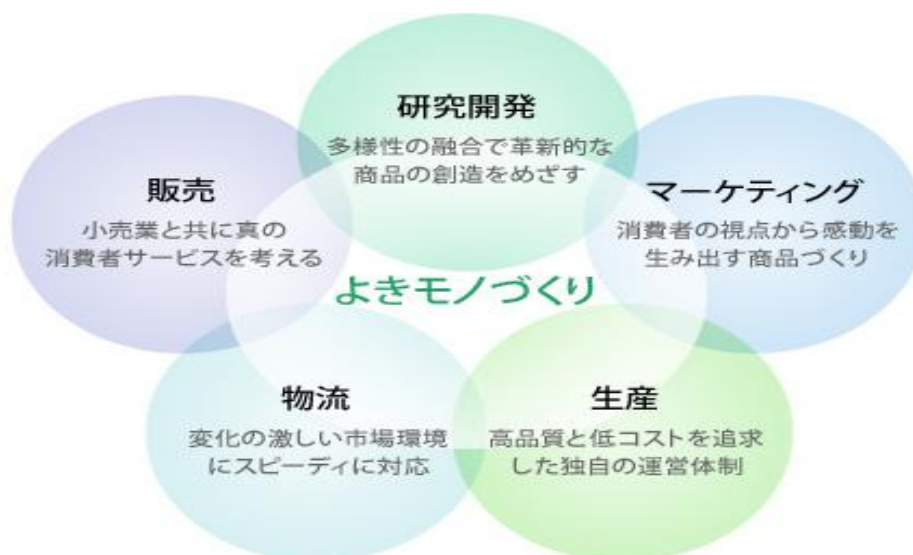 研究開発
多様性の融合で革新的な
商品の創造をめざす
販売
小売業と共に真の
消費者サービスを考える
マーケティング
消費者の視点から感動を
生み出す商品づくり
よきモノづくり
物流
変化の激しい市場環境
にスピーディに対応
生産
高品質と低コストを追求
した独自の運営体制